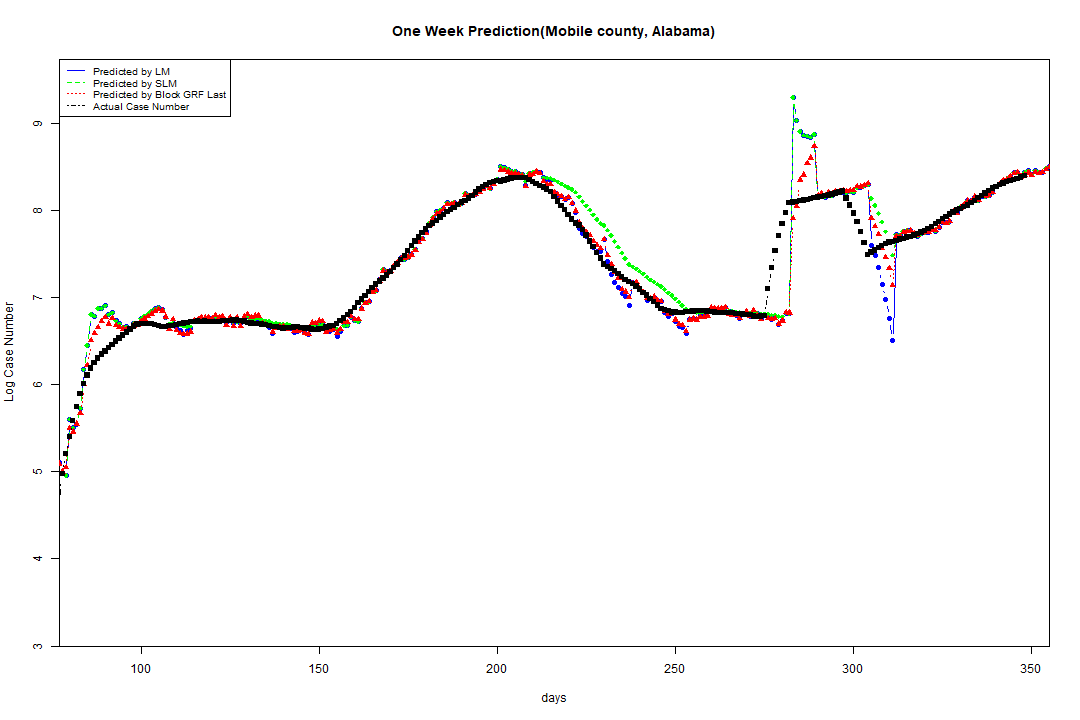 One Week Prediction(Mobile county, Alabama)
Predicted by LM
Predicted by SLM
Predicted by Block GRF Last
Actual Case Number
9
8
7
6
5
4
3
Log Case Number
100 150 200 250 300 350
days